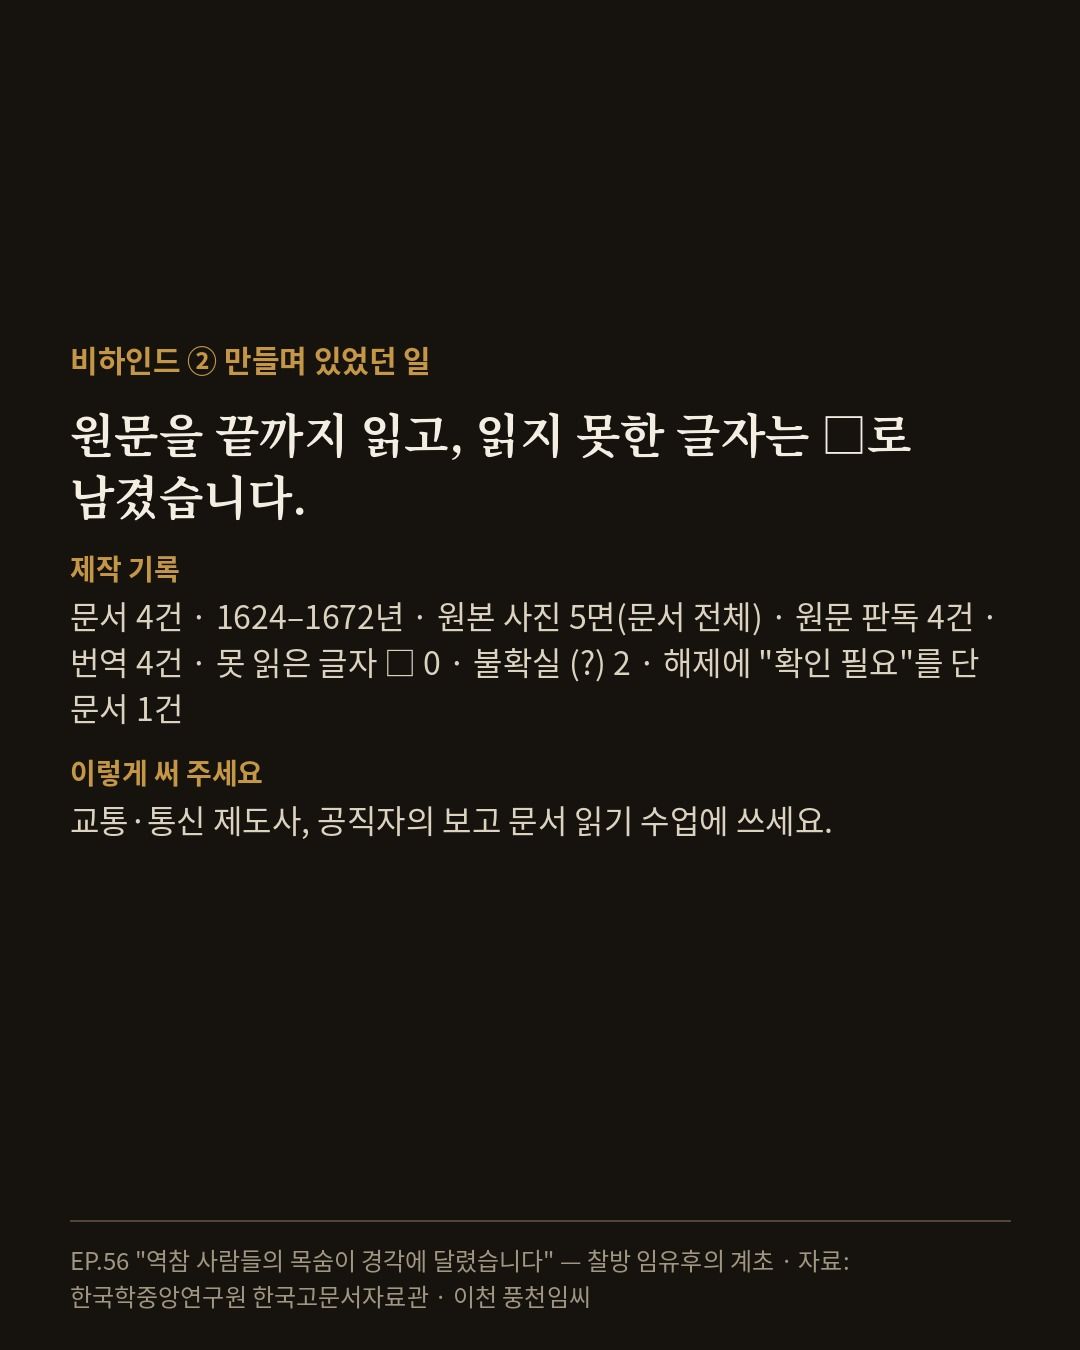 비하인드 ② 만들며 있었던 일
원문을 끝까지 읽고, 읽지 못한 글자는 □로
남겼습니다.
제작 기록
문서 4건 · 1624–1672년 · 원본 사진 5면(문서 전체) · 원문 판독 4건 ·
번역 4건 · 못 읽은 글자 □ 0 · 불확실 (?) 2 · 해제에 "확인 필요"를 단
문서 1건
이렇게 써 주세요
교통·통신 제도사, 공직자의 보고 문서 읽기 수업에 쓰세요.
EP.56 "역참 사람들의 목숨이 경각에 달렸습니다" — 찰방 임유후의 계초 · 자료:
한국학중앙연구원 한국고문서자료관 · 이천 풍천임씨